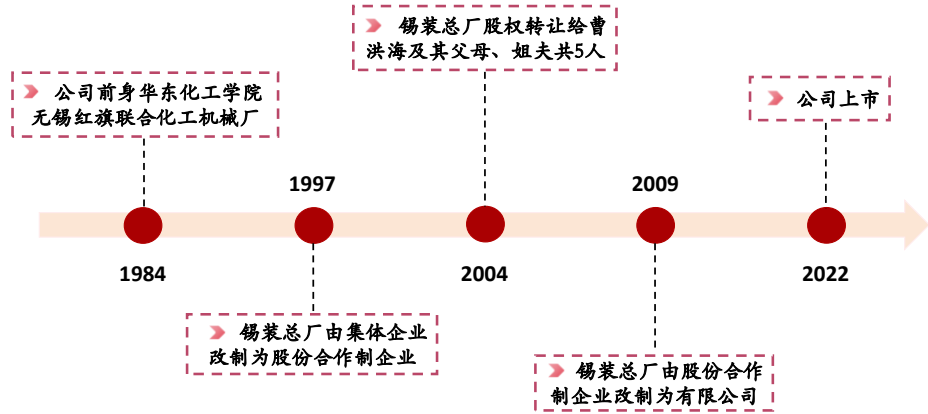 锡装总厂股权转让给曹
洪海及其父母、姐夫共5人
公司前身华东化工学院
无锡红旗联合化工机械厂
公司上市
1997
2009
1984
2004
2022
锡装总厂由集体企业
改制为股份合作制企业
锡装总厂由股份合作
制企业改制为有限公司